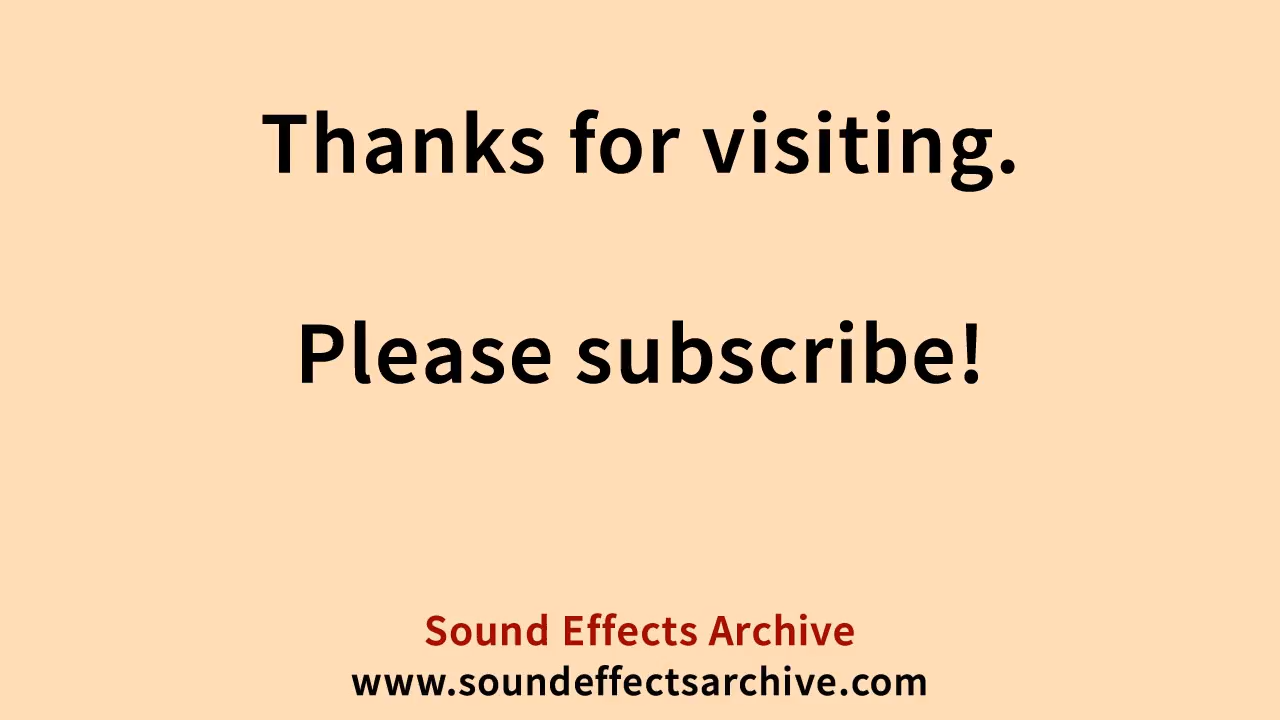 Thanks for visiting.
Please subscribe!
Sound Effects Archive
www.soundeffectsarchive.com